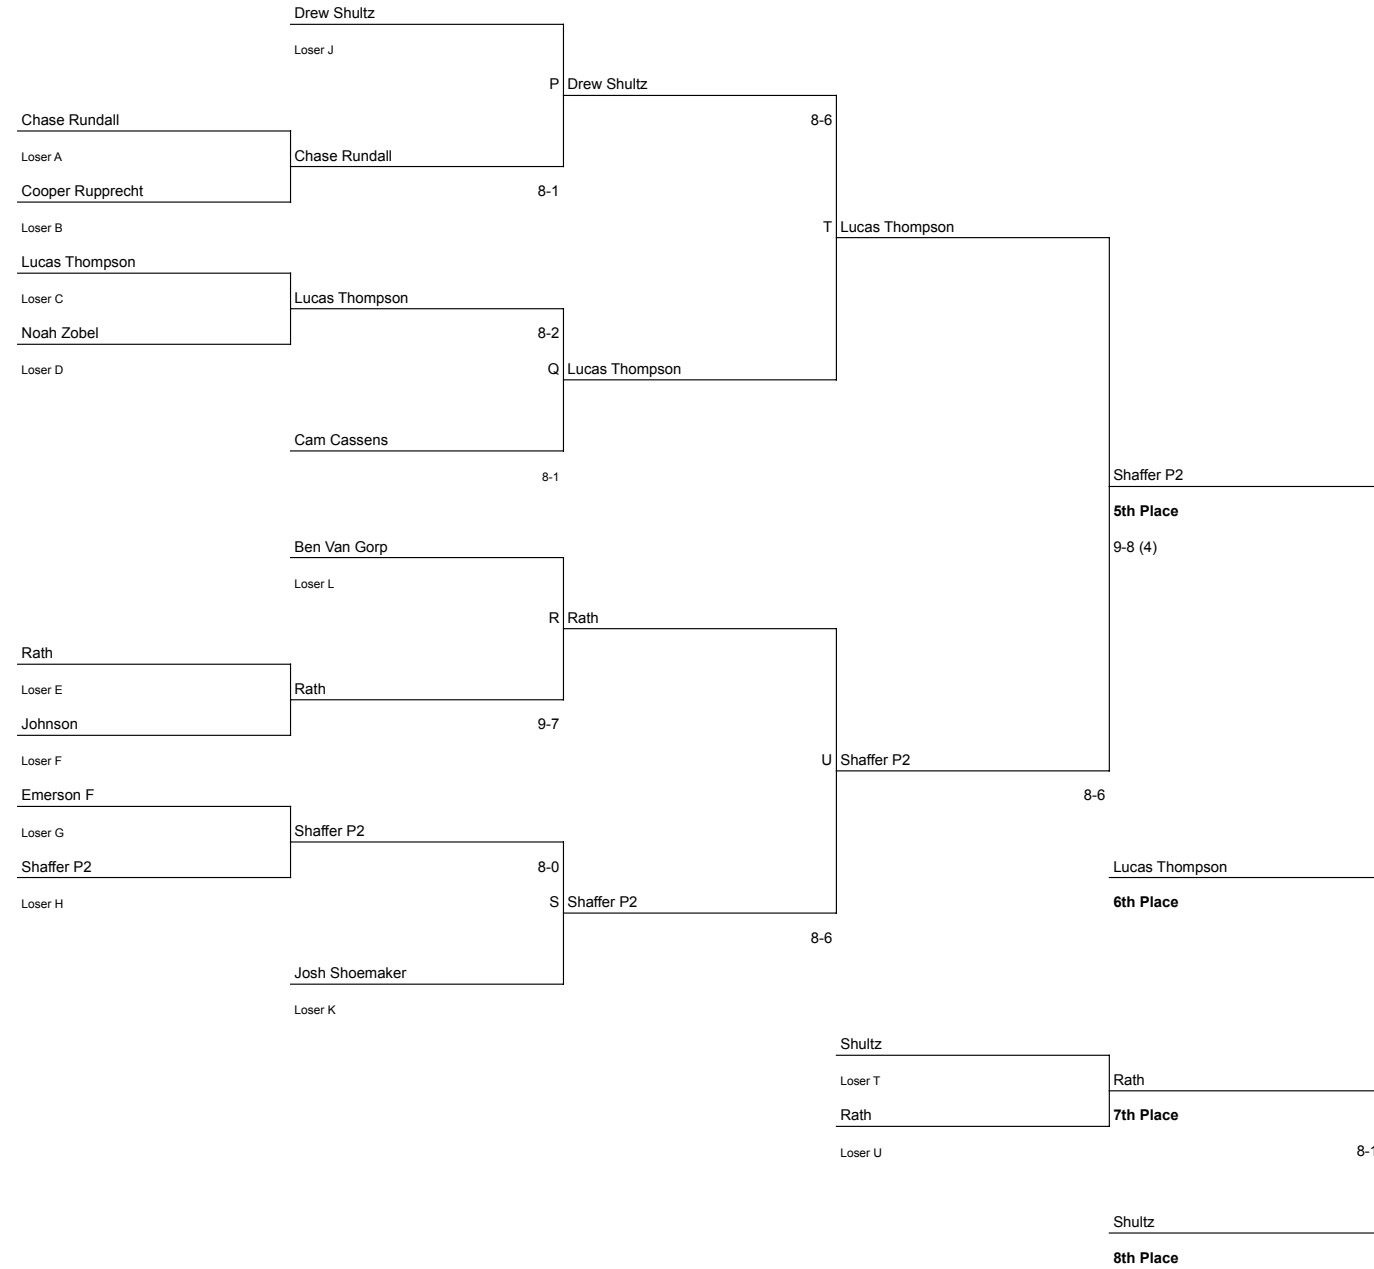 Drew Shultz
Loser J
P Drew Shultz
Chase Rundall
8-6
Loser A
Chase Rundall
Cooper Rupprecht
8-1
Loser B
T Lucas Thompson
Lucas Thompson
Loser C
Lucas Thompson
Noah Zobel
8-2
Loser D
Q Lucas Thompson
Cam Cassens
8-1
Shaffer P2
5th Place
Ben Van Gorp
9-8 (4)
Loser L
R Rath
Rath
Loser E
Rath
Johnson
9-7
Loser F
U Shaffer P2
Emerson F
8-6
Loser G
Shaffer P2
Shaffer P2
8-0
Lucas Thompson
Loser H
S Shaffer P2
6th Place
8-6
Josh Shoemaker
Loser K
Shultz
Loser T
Rath
Rath
7th Place
Loser U
8-1
Shultz
8th Place